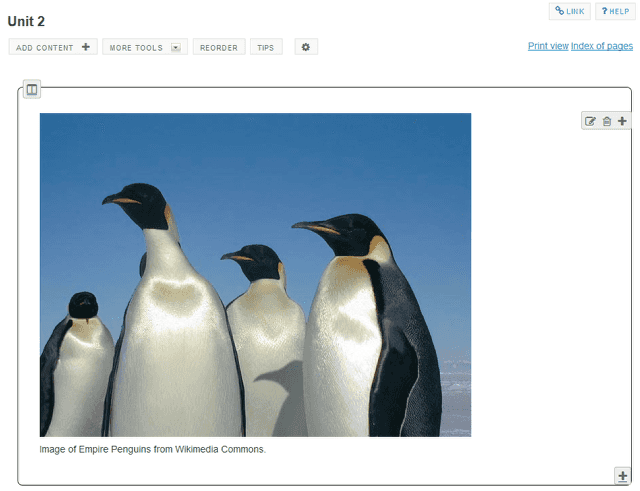 Unit 2
LINK
? HELP
ADD CONTENT
MORE TOOLS
REORDER
TIPS
Print view Index of pages
Image of Empire Penguins from Wikimedia Commons.